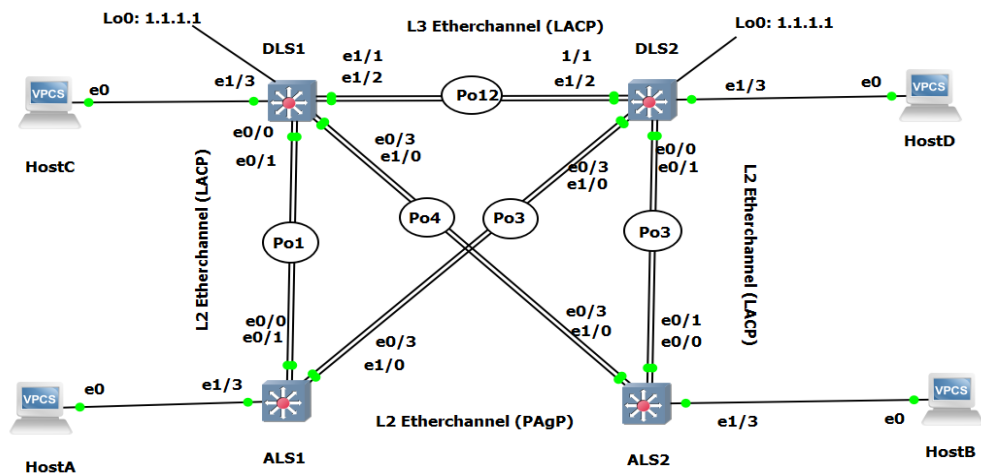 Lo0: 1.1.1.1
L3 Etherchannel (LACP)
Lo0: 1.1.1.1
DLS1
DLS2
e1/1
1/1
VPCS
e0
e1/3
e1/2
Po12
e1/2
e1/3
e0
VPCS
HostC
HostD
e0/0
e0/1
e0/3
e1/0
e0/3
e1/0
e0/0
e0/1
L2 Etherchannel (LACP)
Po1
Po4
Po3
Po3
L2 Etherchannel (LACP)
e0/0
e0/1
e0/3
e1/0
e0/3
e1/0
e0/1
e0/0
VPCS
e0
e1/3
L2 Etherchannel (PAgP)
e1/3
e0
VPCS
HostA
ALS1
ALS2
HostB